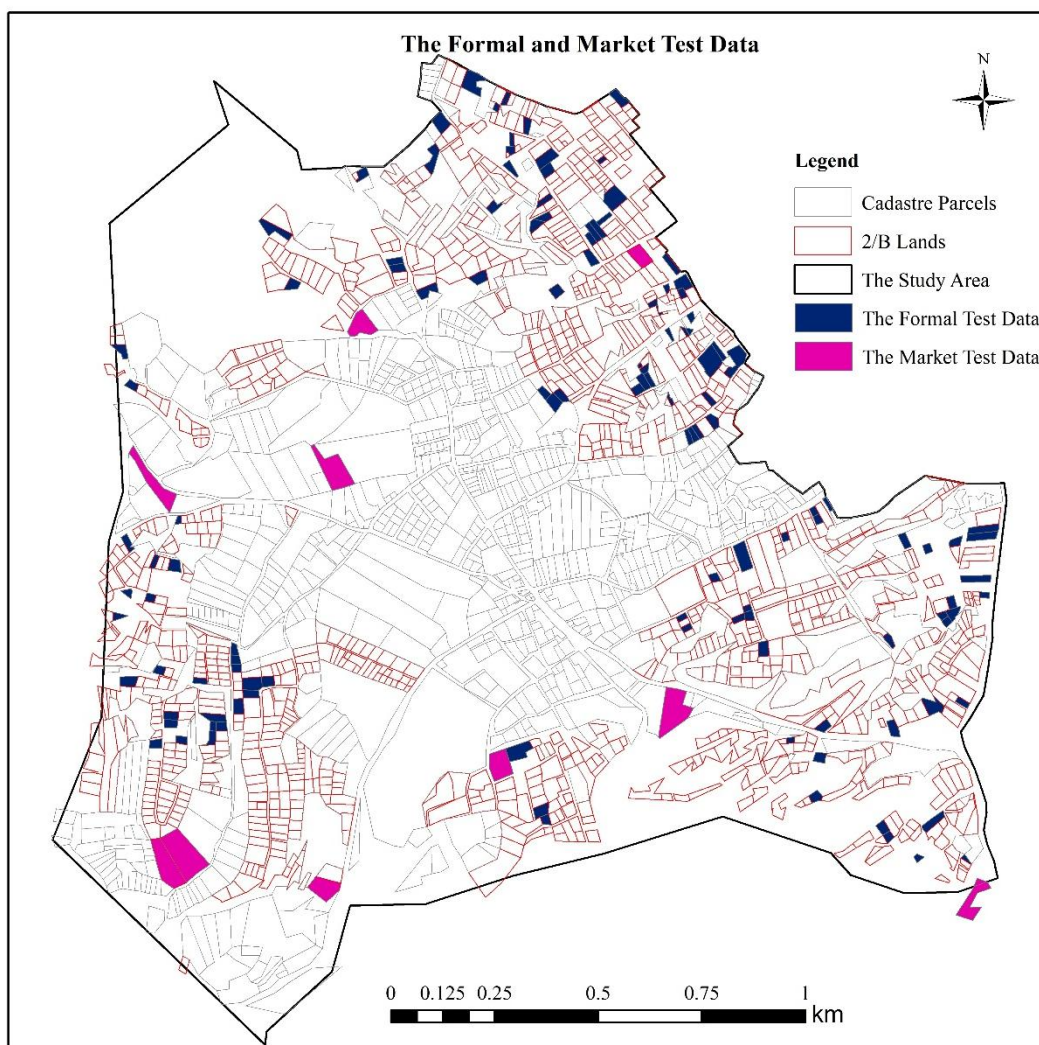 The Formal and Market Test Data
N
Legend
Cadastre Parcels
2/B Lands
The Study Area
The Formal Test Data
The Market Test Data
0 0.125 0.25 0.5 0.75 1
km